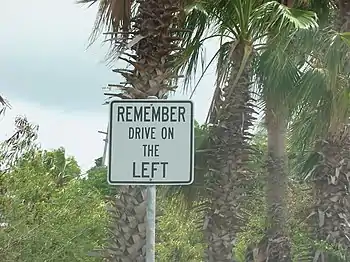 REMEMBER
DRIVE ON
THE
LEFT